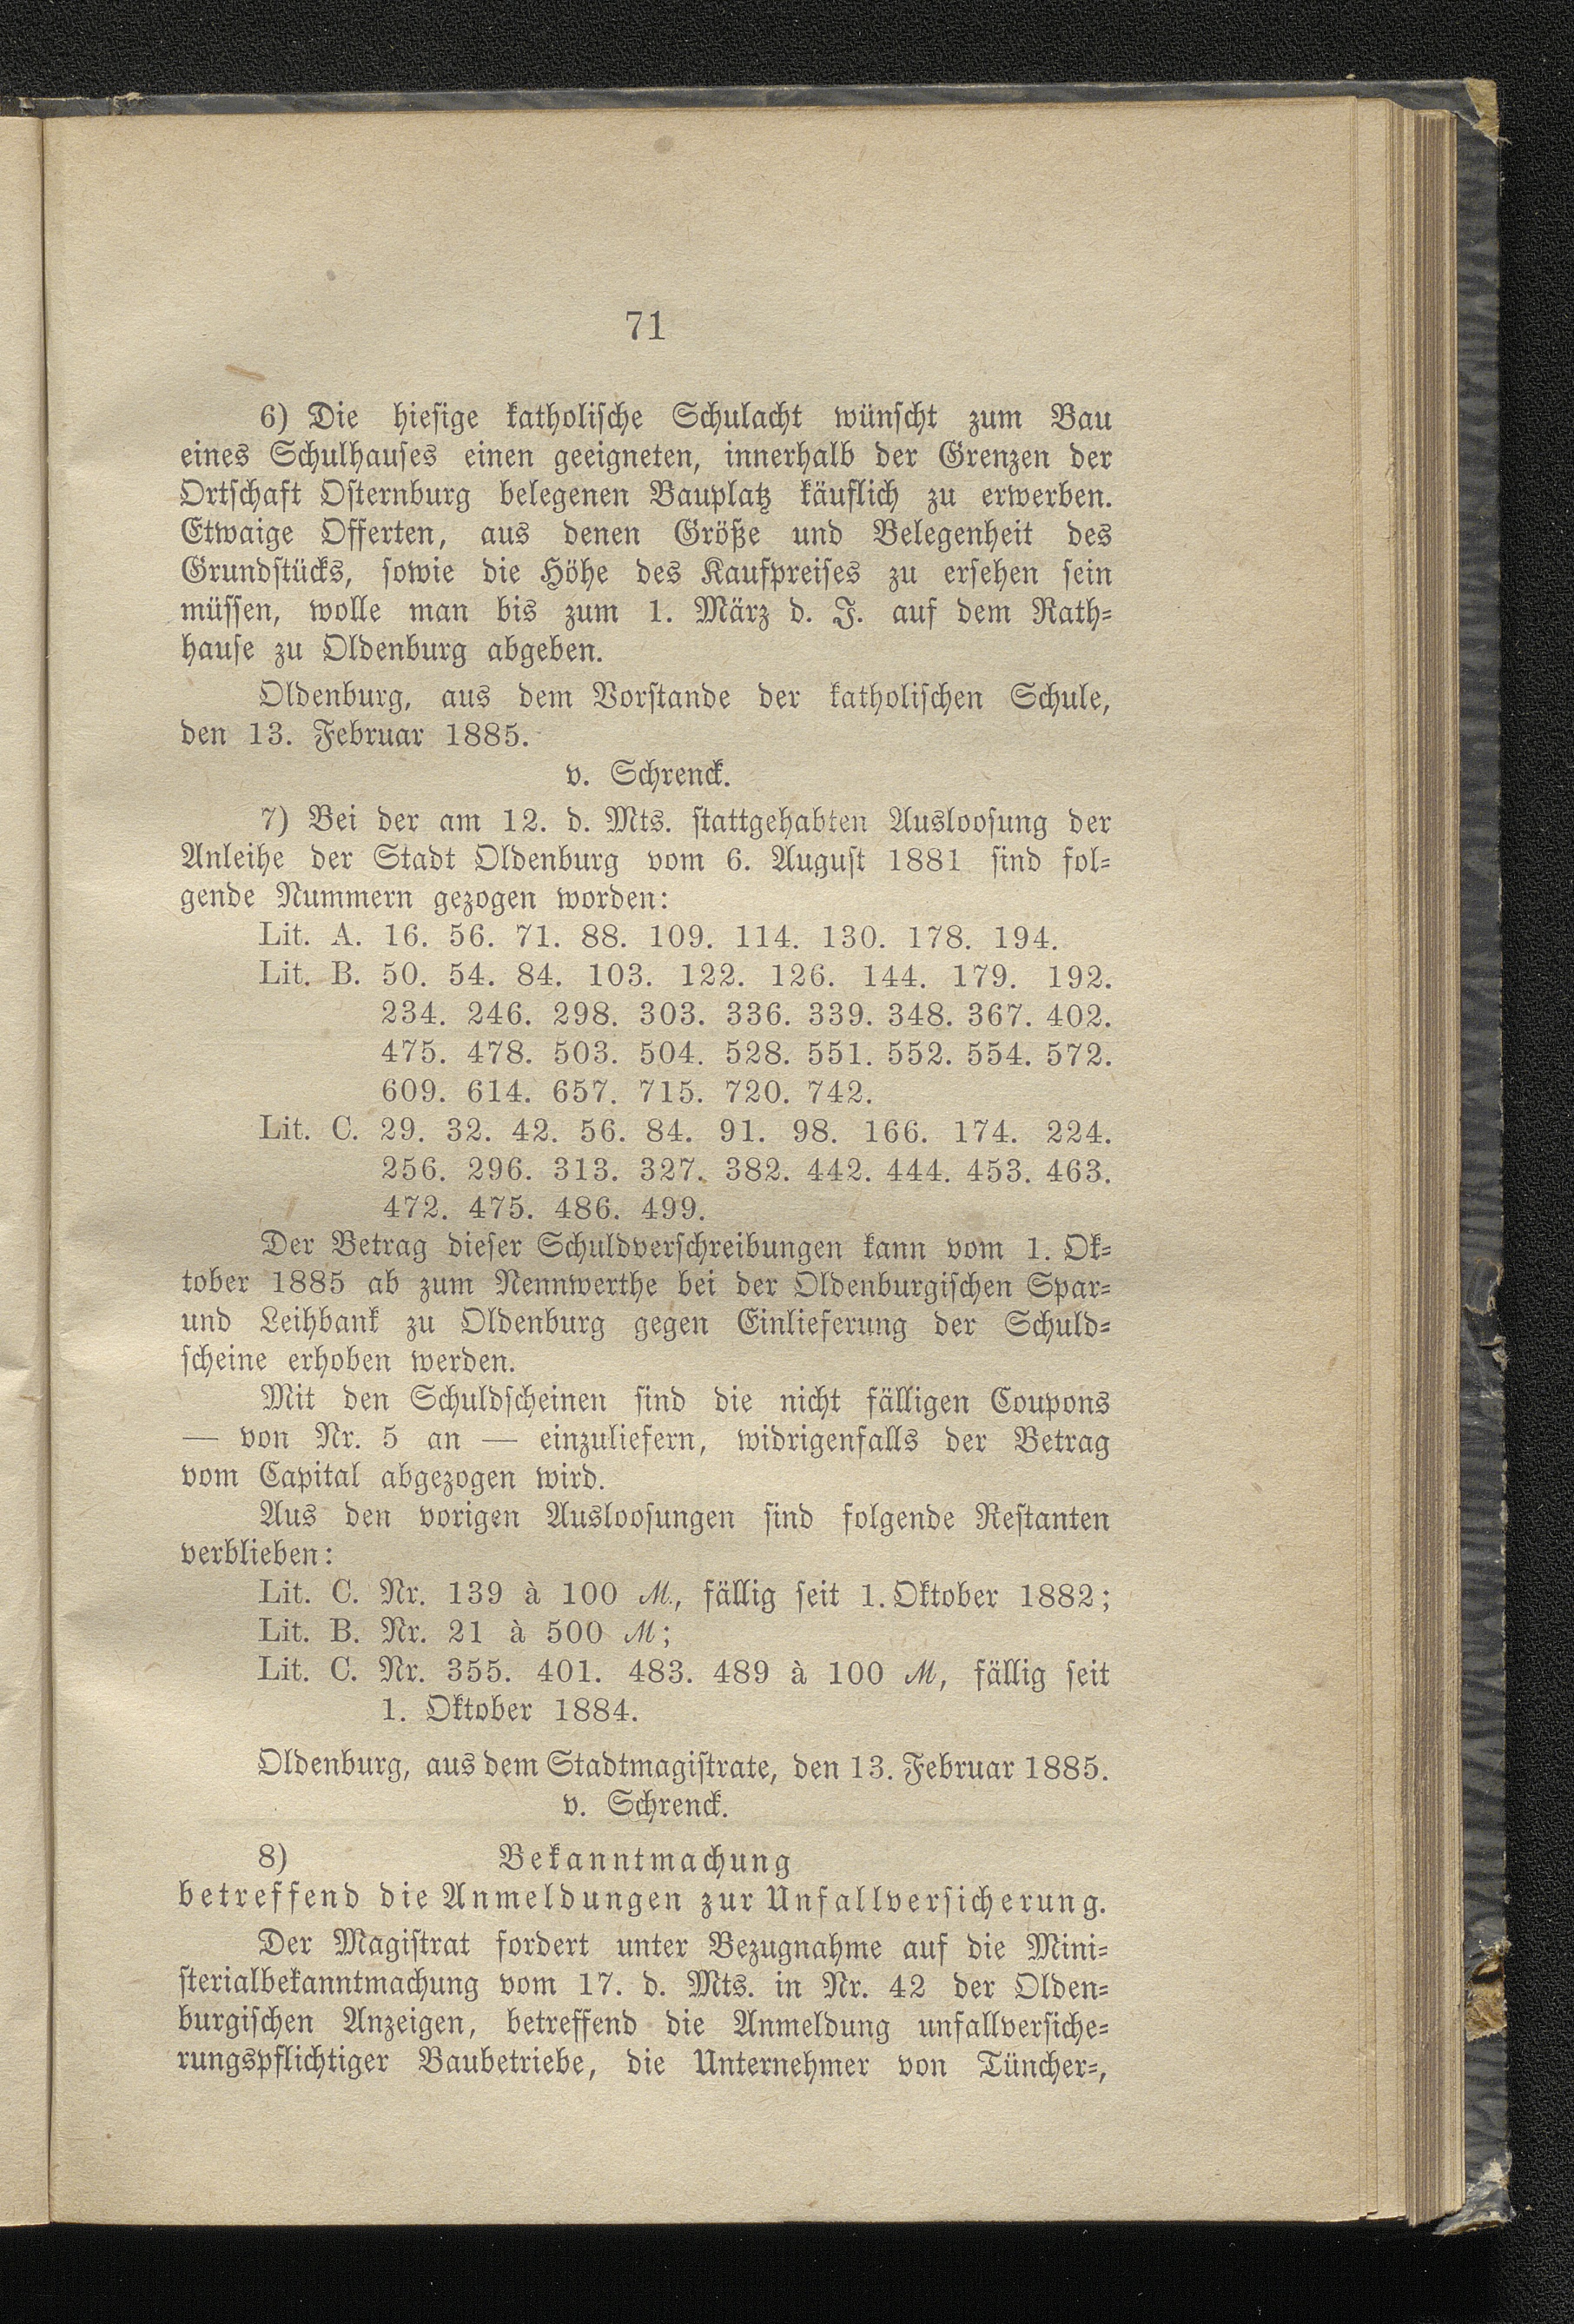 71
6) Die hiesige katholische Schulacht wünscht zum Bau
eines Schulhauses einen geeigneten, innerhalb der Grenzen der
Ortschaft Osternburg belegenen Bauplatz käuflich zu erwerben.
Etwaige Offerten, aus denen Größe und Belegenheit des
Grundstücks, sowie die Höhe des Kaufpreises zu ersehen sein
müssen, wolle man bis zum 1. März d. J. auf dem Rath-
hause zu Oldenburg abgeben.
Oldenburg, aus dem Vorstande der katholischen Schule,
den 13. Februar 1885.
v. Schrenck.
7) Bei der am 12. d. Mts. stattgehabten Ausloosung der
Anleihe der Stadt Oldenburg vom 6. August 1881 sind fol-
gende Nummern gezogen worden:
Lit. A. 16. 56. 71. 88. 109. 114. 130. 178. 194.
Lit. B. 50. 54. 84. 103. 122. 126. 144. 179. 192.
234. 246. 298. 303. 336. 339. 348. 367. 402.
475. 478. 503. 504. 528. 551. 552. 554. 572.
609. 614. 657. 715. 720. 742.
Lit. C. 29. 32. 42. 56. 84. 91. 98. 166. 174. 224.
256. 296. 313. 327. 382. 442. 444. 453. 463.
472. 475. 486. 499.
Der Betrag dieser Schuldverschreibungen kann vom 1. Ok-
tober 1885 ab zum Nennwerthe bei der Oldenburgischen Spar-
und Leihbank zu Oldenburg gegen Einlieferung der Schuld-
scheine erhoben werden.
Mit den Schuldscheinen sind die nicht fälligen Coupons
— von Nr. 5 an — einzuliefern, widrigenfalls der Betrag
vom Capital abgezogen wird.
Aus den vorigen Ausloosungen sind folgende Restanten
verblieben:
Lit. C. Nr. 139 à 100 M., fällig seit 1. Oktober 1882;
Lit. B. Nr. 21 à 500 M;
Lit. C. Nr. 355. 401. 483. 489 à 100 M, fällig seit
1. Oktober 1884.
Oldenburg, aus dem Stadtmagistrate, den 13. Februar 1885.
v. Schrenck.
8) Bekanntmachung
betreffend die Anmeldungen zur Unfallversicherung.
Der Magistrat fordert unter Bezugnahme auf die Mini-
sterialbekanntmachung vom 17. d. Mts. in Nr. 42 der Olden-
burgischen Anzeigen, betreffend die Anmeldung unfallversiche-
rungspflichtiger Baubetriebe, die Unternehmer von Tüncher-,